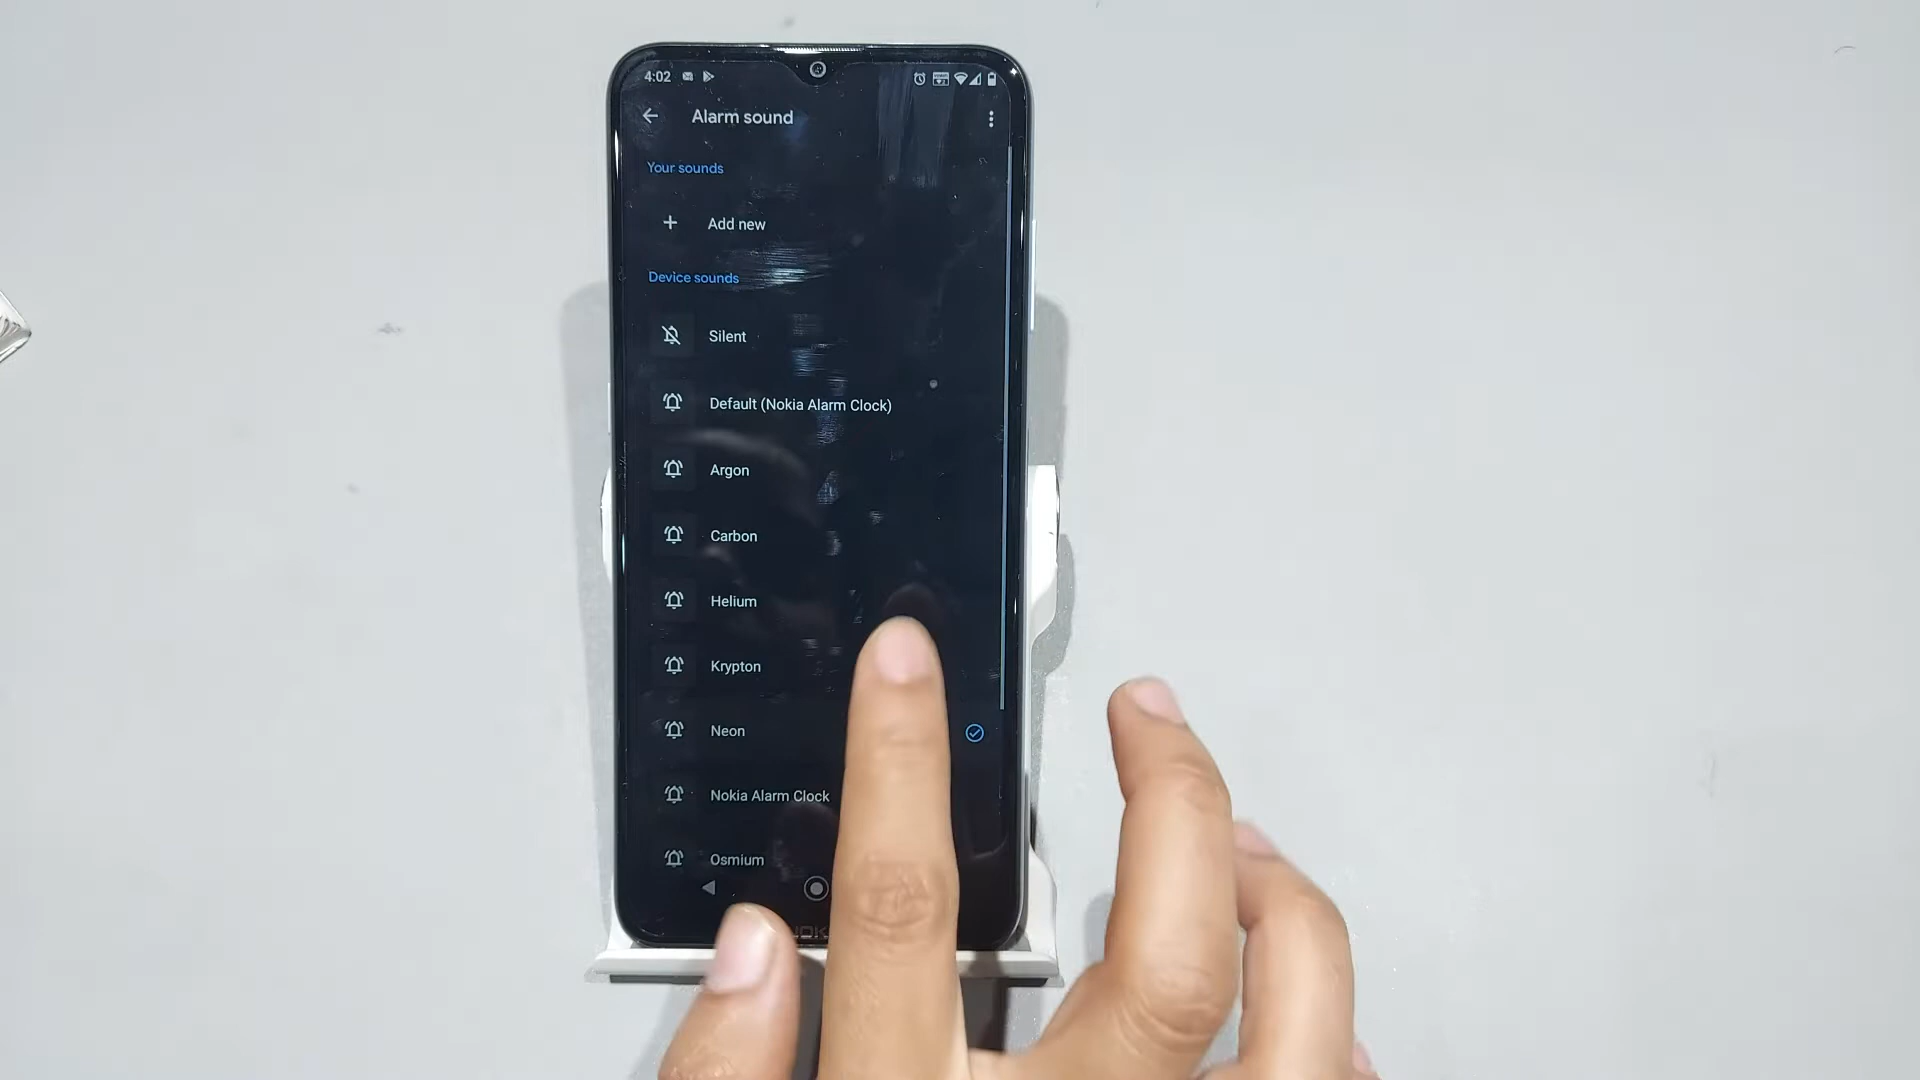 4:02
Alarm sound
Your sounds
Add new
Device sounds
Silent
Default (Nokia Alarm Clock)
Argon
Carbon
Helium
Krypton
Neon
Nokia Alarm Clock
Osmium